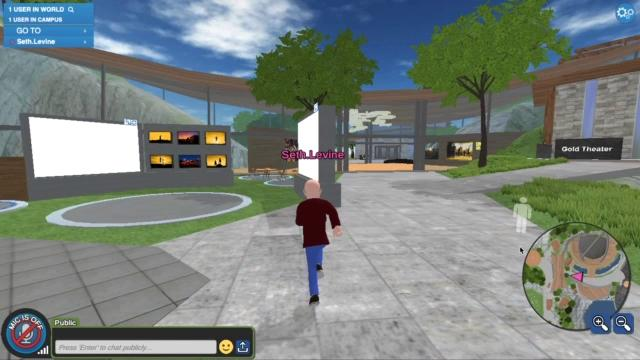 1 USER IN WORLD
1 USER IN CAMPUS
GO TO
Seth.Levine
Seth.Levine
Gold Theater
MIC IS OFF
Public
Press 'Enter' to chat publicly...